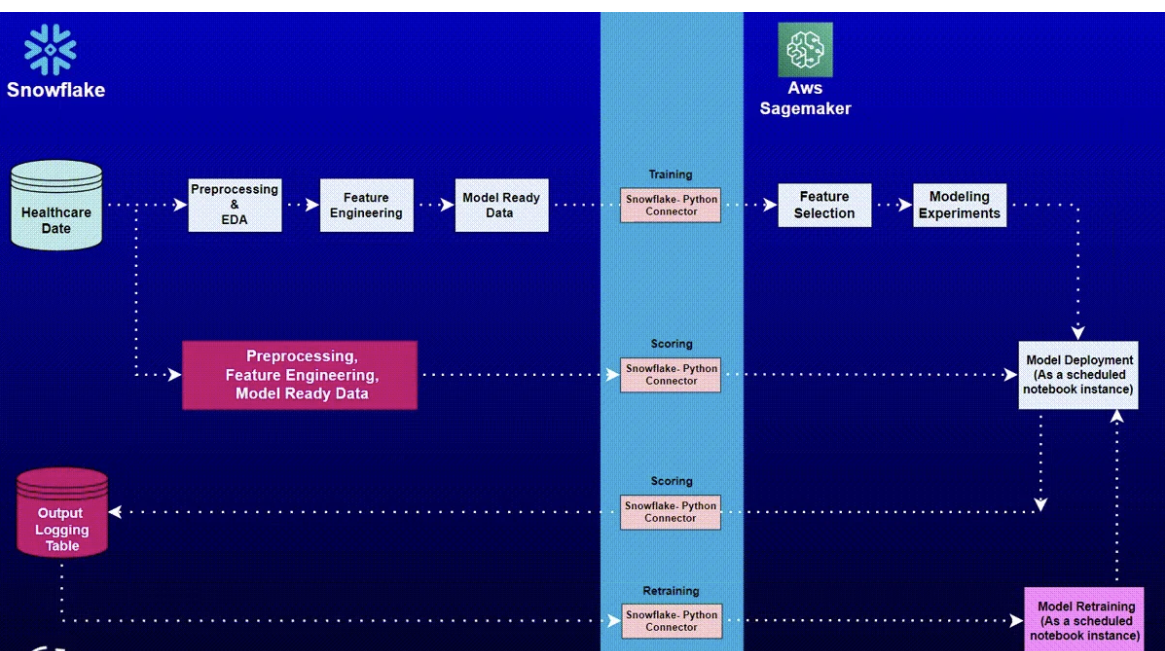 Snowflake
Aws
Sagemaker
Training
Healthcare
Date
Preprocessing
&
EDA
Feature
Engineering
Model Ready
Data
Snowflake- Python
Connector
Feature
Selection
Modeling
Experiments
Scoring
Preprocessing,
Feature Engineering,
Model Ready Data
Snowflake- Python
Connector
Model Deployment
(As a scheduled
notebook instance)
Scoring
Output
Logging
Table
Snowflake- Python
Connector
Retraining
Snowflake- Python
Connector
Model Retraining
(As a scheduled
notebook instance)